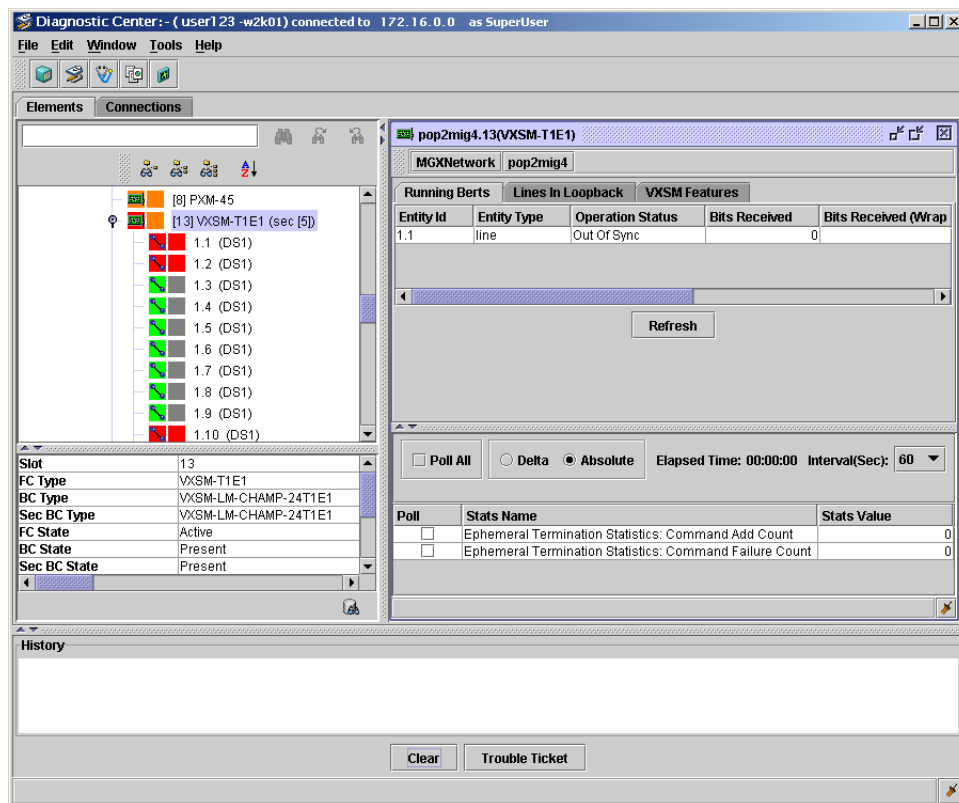 Diagnostic Center:- ( user123 -w2k01) connected to 172.16.0.0 as SuperUser
File Edit Window Tools Help
Elements Connections
[8] PXM-45
[13] VXSM-T1E1 (sec [5])
1.1 (DS1)
1.2 (DS1)
1.3 (DS1)
1.4 (DS1)
1.5 (DS1)
1.6 (DS1)
1.7 (DS1)
1.8 (DS1)
1.9 (DS1)
1.10 (DS1)
Slot 13
FC Type VXSM-T1E1
BC Type VXSM-LM-CHAMP-24T1E1
Sec BC Type VXSM-LM-CHAMP-24T1E1
FC State Active
BC State Present
Sec BC State Present
pop2mig4.13(VXSM-T1E1)
MGXNetwork pop2mig4
Running Berts Lines In Loopback VXSM Features
Entity Id Entity Type Operation Status Bits Received Bits Received (Wrap
1.1 line Out Of Sync 0
Refresh
Poll All Delta Absolute Elapsed Time: 00:00:00 Interval(Sec): 60
Poll Stats Name Stats Value
Ephemeral Termination Statistics: Command Add Count 0
Ephemeral Termination Statistics: Command Failure Count 0
History
Clear Trouble Ticket